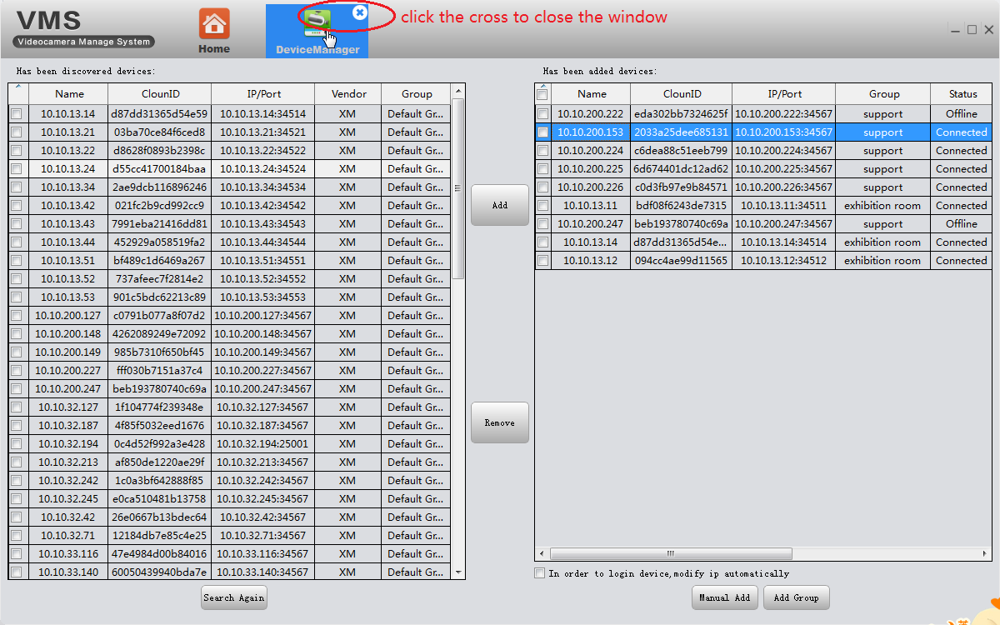 VMS
Videocamera Manage System
Home
DeviceManager
click the cross to close the window
Has been discovered devices:
Name ClounID IP/Port Vendor Group
10.10.13.14 d87dd31365d54e59 10.10.13.14:34514 XM Default Gr...
10.10.13.21 03ba70ce84f6ced8 10.10.13.21:34521 XM Default Gr...
10.10.13.22 d8628f0893b2398c 10.10.13.22:34522 XM Default Gr...
10.10.13.24 d55cc41700184baa 10.10.13.24:34524 XM Default Gr...
10.10.13.34 2ae9dcb116896246 10.10.13.34:34534 XM Default Gr...
10.10.13.42 021fc2b9cd992cc9 10.10.13.42:34542 XM Default Gr...
10.10.13.43 7991eba21416dd81 10.10.13.43:34543 XM Default Gr...
10.10.13.44 452929a058519fa2 10.10.13.44:34544 XM Default Gr...
10.10.13.51 bf489c1d6469a267 10.10.13.51:34551 XM Default Gr...
10.10.13.52 737afeec7f2814e2 10.10.13.52:34552 XM Default Gr...
10.10.13.53 901c5bdc62213c89 10.10.13.53:34553 XM Default Gr...
10.10.200.127 c0791b077a8f07d2 10.10.200.127:34567 XM Default Gr...
10.10.200.148 4262089249e72092 10.10.200.148:34567 XM Default Gr...
10.10.200.149 985b7310f650bf45 10.10.200.149:34567 XM Default Gr...
10.10.200.227 fff030b7151a37c4 10.10.200.227:34567 XM Default Gr...
10.10.200.247 beb193780740c69a 10.10.200.247:34567 XM Default Gr...
10.10.32.127 1f104774f239348e 10.10.32.127:34567 XM Default Gr...
10.10.32.187 4f85f5032eed1676 10.10.32.187:34567 XM Default Gr...
10.10.32.194 0c4d52f992a3e428 10.10.32.194:25001 XM Default Gr...
10.10.32.213 af850de1220ae29f 10.10.32.213:34567 XM Default Gr...
10.10.32.242 1c0a3bf642888f85 10.10.32.242:34567 XM Default Gr...
10.10.32.245 e0ca510481b13758 10.10.32.245:34567 XM Default Gr...
10.10.32.42 26e0667b13bdec64 10.10.32.42:34567 XM Default Gr...
10.10.32.71 12184db7e85c4e25 10.10.32.71:34567 XM Default Gr...
10.10.33.116 47e4984d00b84016 10.10.33.116:34567 XM Default Gr...
10.10.33.140 60050439940bda7e 10.10.33.140:34567 XM Default Gr...
Search Again
Add
Remove
Has been added devices:
Name ClounID IP/Port Group Status
10.10.200.222 eda302bb7324625f 10.10.200.222:34567 support Offline
10.10.200.153 2033a25dee685131 10.10.200.153:34567 support Connected
10.10.200.224 c6dea88c51eeb799 10.10.200.224:34567 support Connected
10.10.200.225 6d674401dc12ad62 10.10.200.225:34567 support Connected
10.10.200.226 c0d3fb97e9b84571 10.10.200.226:34567 support Connected
10.10.13.11 bdf08f6243de7315 10.10.13.11:34511 exhibition room Connected
10.10.200.247 beb193780740c69a 10.10.200.247:34567 support Offline
10.10.13.14 d87dd31365d54e... 10.10.13.14:34514 exhibition room Connected
10.10.13.12 094cc4ae99d11565 10.10.13.12:34512 exhibition room Connected
In order to login device,modify ip automatically
Manual Add
Add Group